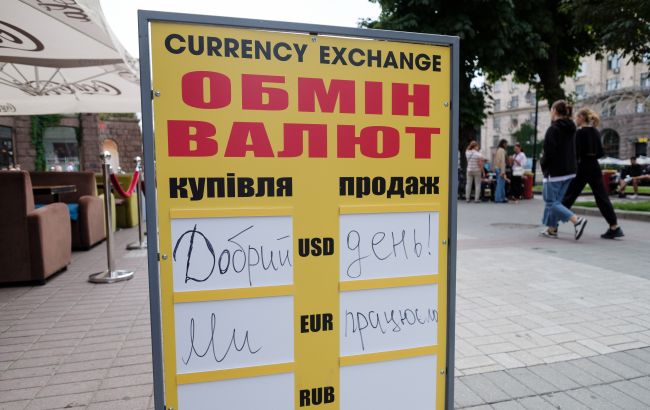 CURRENCY EXCHANGE
ОБМІН
ВАЛЮТ
купівля продаж
Добрий USD день!
Ми EUR працюємо
RUB